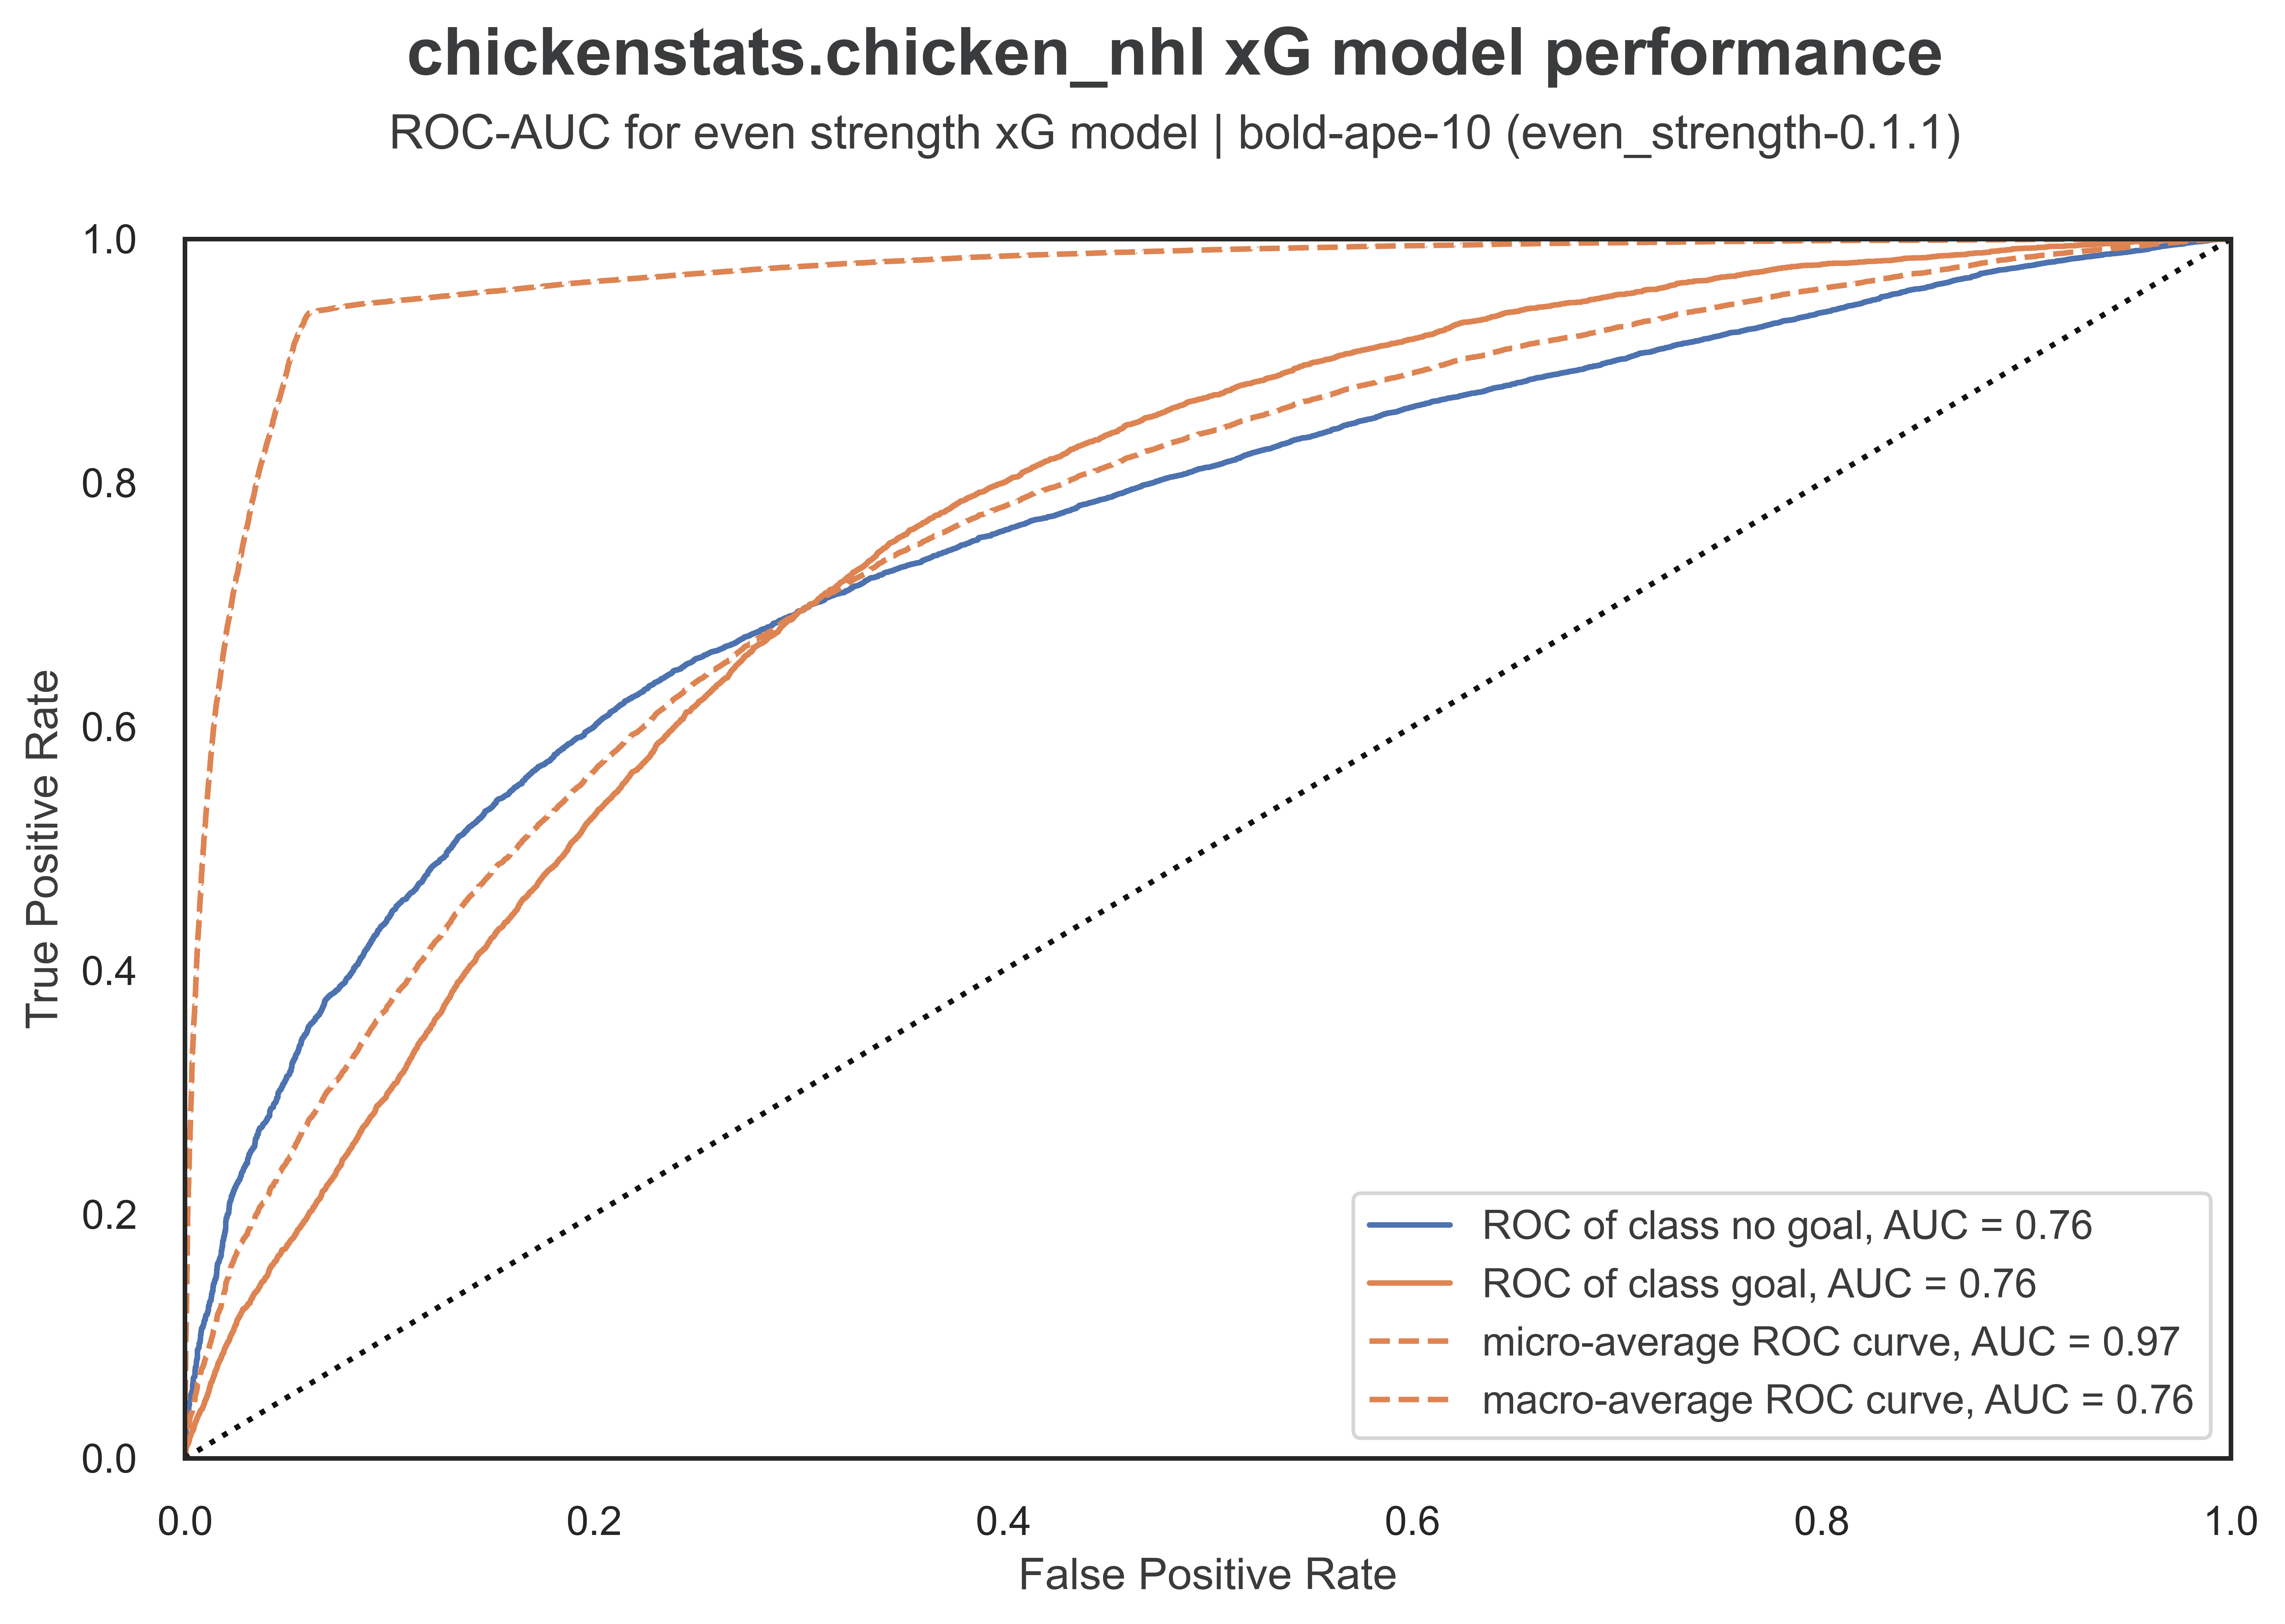 chickenstats.chicken_nhl xG model performance
ROC-AUC for even strength xG model | bold-ape-10 (even_strength-0.1.1)
1.0
0.8
0.6
0.4
0.2
0.0
True Positive Rate
ROC of class no goal, AUC = 0.76
ROC of class goal, AUC = 0.76
micro-average ROC curve, AUC = 0.97
macro-average ROC curve, AUC = 0.76
0.0 0.2 0.4 0.6 0.8 1.0
False Positive Rate